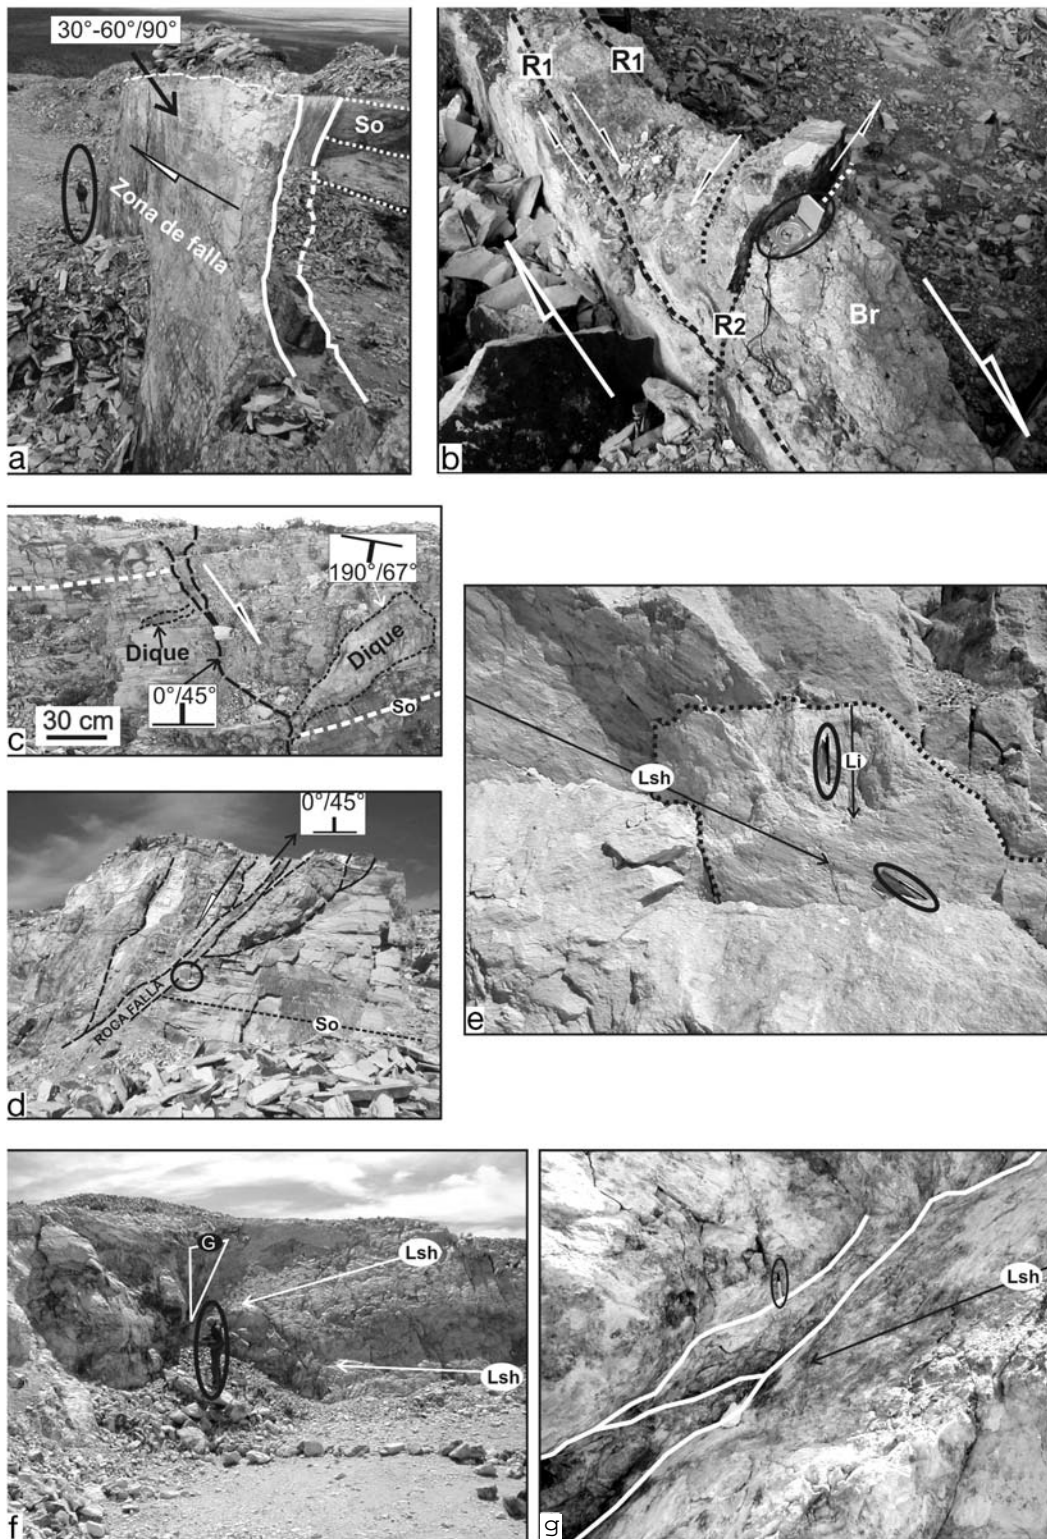 30°-60°/90°
So
Zona de falla
a
R1
R1
R2
Br
b
190°/67°
Dique
Dique
0°/45°
So
30 cm
c
0°/45°
ROCA FALLA
So
d
Lsh
Li
e
G
Lsh
Lsh
f
Lsh
g